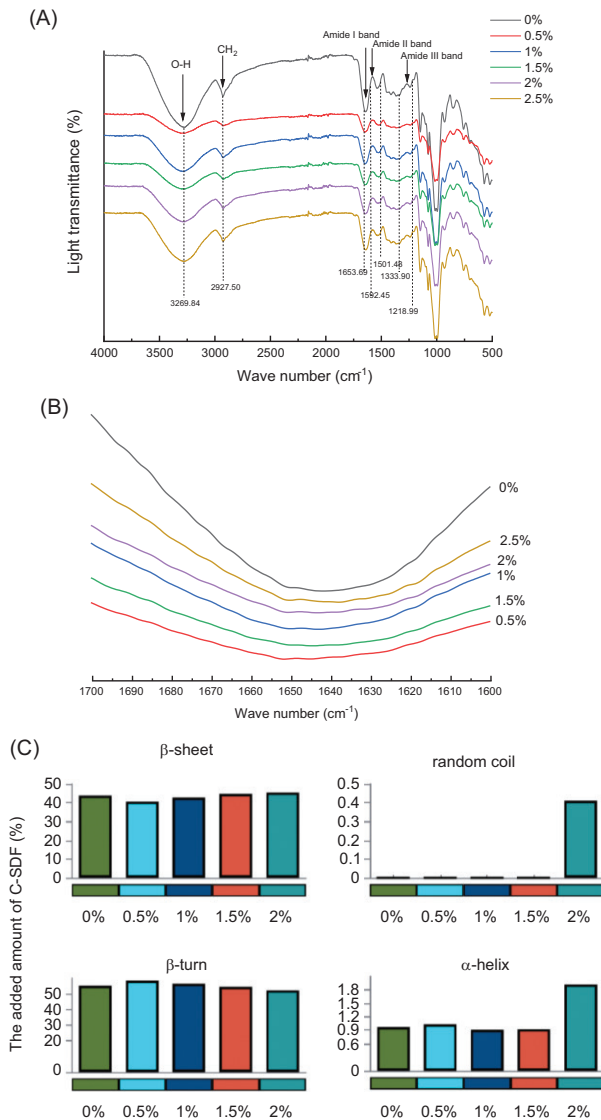 (A)
0%
0.5%
1%
1.5%
2%
2.5%
O-H
CH2
Amide I band
Amide II band
Amide III band
Light transmittance (%)
3269.84
2927.50
1653.69
1592.45
1501.48
1333.90
1218.99
4000 3500 3000 2500 2000 1500 1000 500
Wave number (cm-1)
(B)
0%
2.5%
2%
1%
1.5%
0.5%
1700 1690 1680 1670 1660 1650 1640 1630 1620 1610 1600
Wave number (cm-1)
(C)
The added amount of C-SDF (%)
β-sheet
50
40
30
20
10
0
0% 0.5% 1% 1.5% 2%
random coil
0.5
0.4
0.3
0.2
0.1
0
0% 0.5% 1% 1.5% 2%
β-turn
50
50
30
20
0
0% 0.5% 1% 1.5% 2%
α-helix
1.8
1.2
0.9
0.6
0
0% 0.5% 1% 1.5% 2%